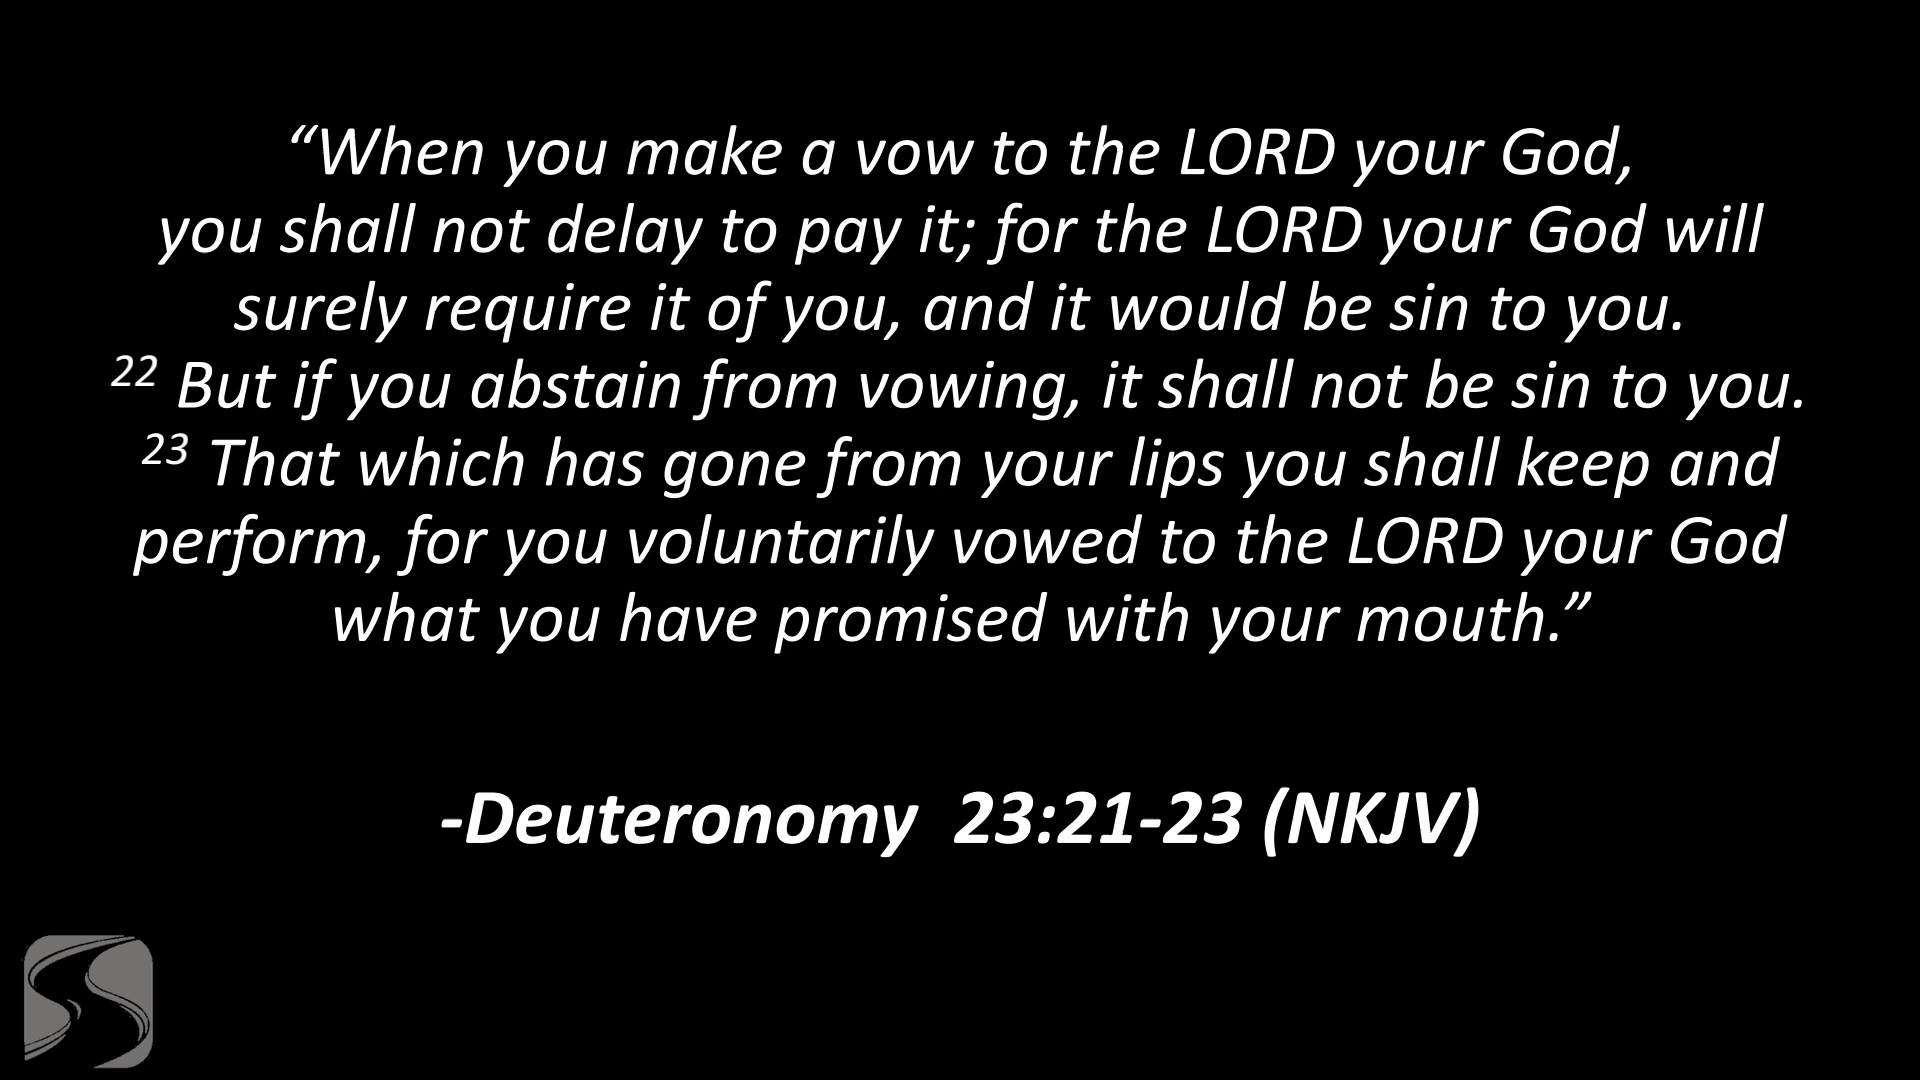 “When you make a vow to the LORD your God,
you shall not delay to pay it; for the LORD your God will
surely require it of you, and it would be sin to you.
22 But if you abstain from vowing, it shall not be sin to you.
23 That which has gone from your lips you shall keep and
perform, for you voluntarily vowed to the LORD your God
what you have promised with your mouth.”
-Deuteronomy  23:21-23 (NKJV)